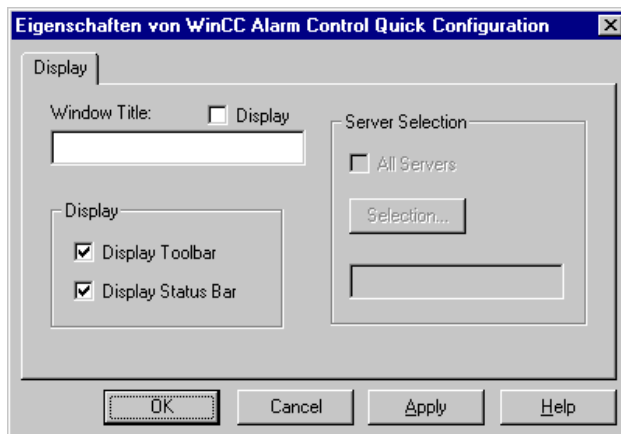 Eigenschaften von WinCC Alarm Control Quick Configuration
Display
Window Title:
Display
Server Selection
All Servers
Selection...
Display
Display Toolbar
Display Status Bar
OK
Cancel
Apply
Help